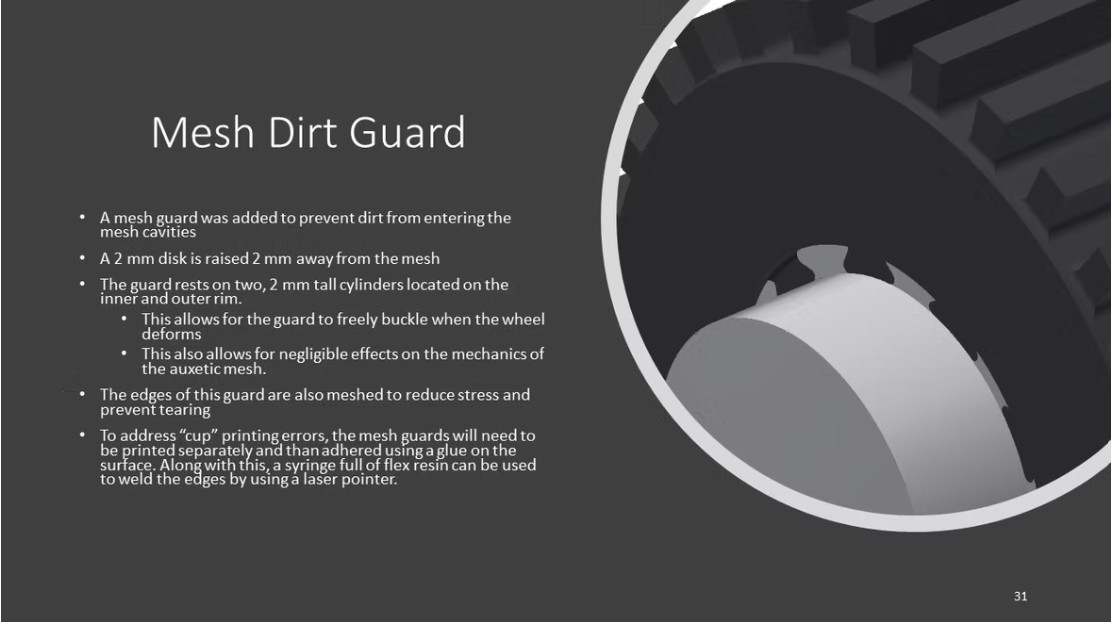 Mesh Dirt Guard
• A mesh guard was added to prevent dirt from entering the
mesh cavities
• A 2 mm disk is raised 2 mm away from the mesh
• The guard rests on two, 2 mm tall cylinders located on the
inner and outer rim.
• This allows for the guard to freely buckle when the wheel
deforms
• This also allows for negligible effects on the mechanics of
the auxetic mesh.
• The edges of this guard are also meshed to reduce stress and
prevent tearing
• To address “cup” printing errors, the mesh guards will need to
be printed separately and than adhered using a glue on the
surface. Along with this, a syringe full of flex resin can be used
to weld the edges by using a laser pointer.
31